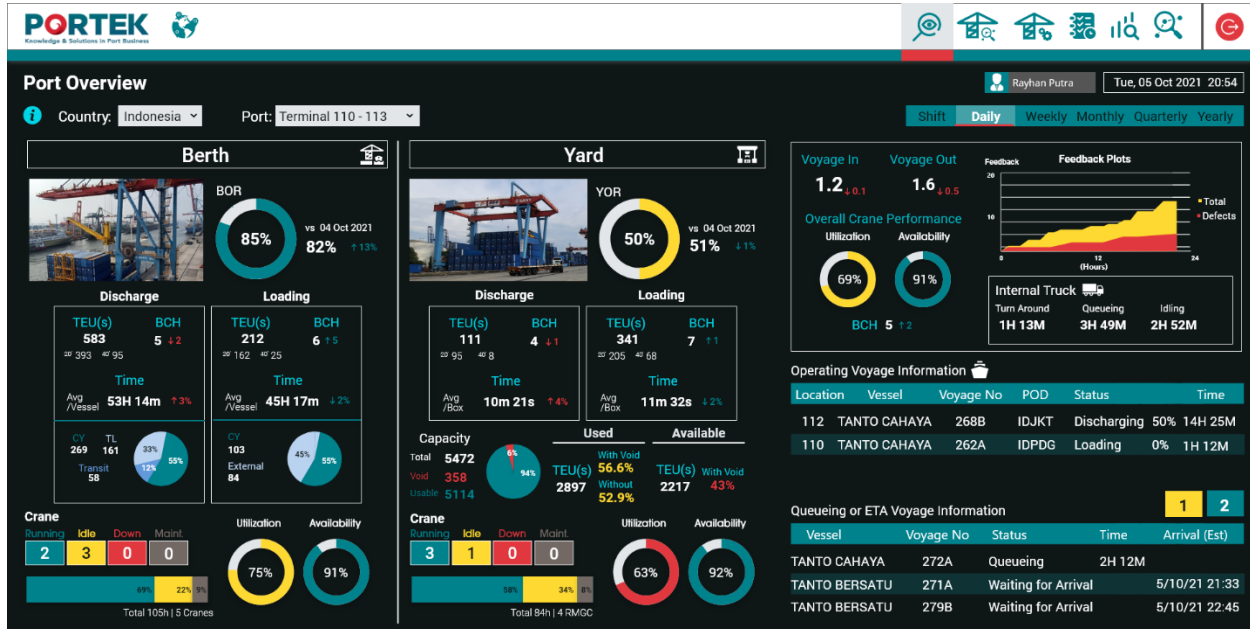 PORTEK
Knowledge & Solutions in Port Business
Port Overview
Rayhan Putra
Tue, 05 Oct 2021 20:54
i Country: Indonesia Port: Terminal 110 - 113
Shift Daily Weekly Monthly Quarterly Yearly
Berth
BOR
85%
vs 04 Oct 2021
82% ↑13%
Discharge Loading
TEU(s) BCH
583 5 ↓2
20' 393 40' 95
Time
Avg /Vessel 53H 14m ↑3%
TEU(s) BCH
212 6 ↑5
20' 162 40' 25
Time
Avg /Vessel 45H 17m ↓2%
CY TL
269 161
Transit
58
33%
12%
55%
CY
103
External
84
45%
55%
Crane
Running Idle Down Maint.
2 3 0 0
69% 22% 9%
Total 105h | 5 Cranes
Utilization Availability
75% 91%
Yard
YOR
50%
vs 04 Oct 2021
51% ↓1%
Discharge Loading
TEU(s) BCH
111 4 ↓1
20' 95 40' 8
Time
Avg /Box 10m 21s ↑4%
TEU(s) BCH
341 7 ↑1
20' 205 40' 68
Time
Avg /Box 11m 32s ↓2%
Capacity
Total 5472
Void 358
Usable 5114
6%
94%
Used
TEU(s)
2897
With Void
56.6%
Without
52.9%
Available
TEU(s) With Void
2217 43%
Crane
Running Idle Down Maint.
3 1 0 0
58% 34% 8%
Total 84h | 4 RMGC
Utilization Availability
63% 92%
Voyage In Voyage Out
1.2 ↓0.1 1.6 ↓0.5
Overall Crane Performance
Utilization Availability
69% 91%
BCH 5 ↑2
Feedback Feedback Plots
20
10
12 24
(Hours)
Total
Defects
Internal Truck
Turn Around Queueing Idling
1H 13M 3H 49M 2H 52M
Operating Voyage Information
Location Vessel Voyage No POD Status Time
112 TANTO CAHAYA 268B IDJKT Discharging 50% 14H 25M
110 TANTO CAHAYA 262A IDPDG Loading 0% 1H 12M
Queueing or ETA Voyage Information
1 2
Vessel Voyage No Status Time Arrival (Est)
TANTO CAHAYA 272A Queueing 2H 12M
TANTO BERSATU 271A Waiting for Arrival 5/10/21 21:33
TANTO BERSATU 279B Waiting for Arrival 5/10/21 22:45